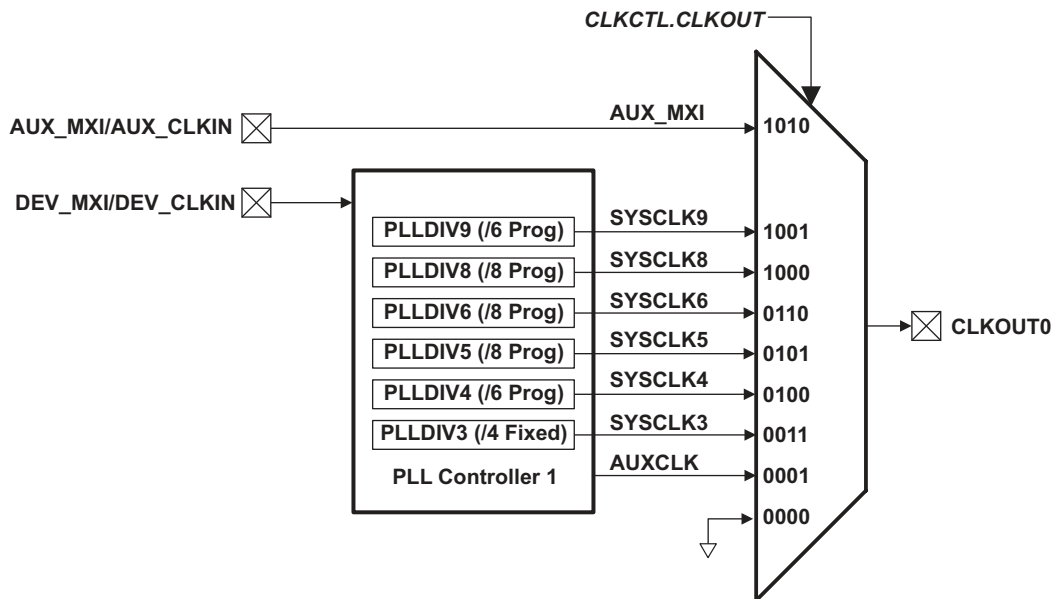 CLKCTL.CLKOUT
AUX_MXI/AUX_CLKIN
AUX_MXI
1010
DEV_MXI/DEV_CLKIN
PLLDIV9 (/6 Prog)
SYSCLK9
1001
PLLDIV8 (/8 Prog)
SYSCLK8
1000
PLLDIV6 (/8 Prog)
SYSCLK6
0110
CLKOUT0
PLLDIV5 (/8 Prog)
SYSCLK5
0101
PLLDIV4 (/6 Prog)
SYSCLK4
0100
PLLDIV3 (/4 Fixed)
SYSCLK3
0011
PLL Controller 1
AUXCLK
0001
0000